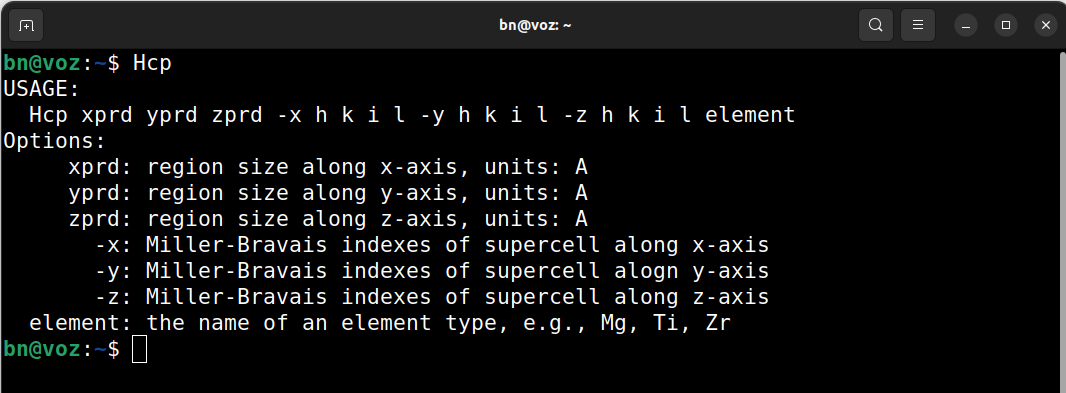 bn@voz: ~
bn@voz:~$ Hcp
USAGE:
  Hcp xprd yprd zprd -x h k i l -y h k i l -z h k i l element
Options:
     xprd: region size along x-axis, units: A
     yprd: region size along y-axis, units: A
     zprd: region size along z-axis, units: A
       -x: Miller-Bravais indexes of supercell along x-axis
       -y: Miller-Bravais indexes of supercell alogn y-axis
       -z: Miller-Bravais indexes of supercell along z-axis
  element: the name of an element type, e.g., Mg, Ti, Zr
bn@voz:~$